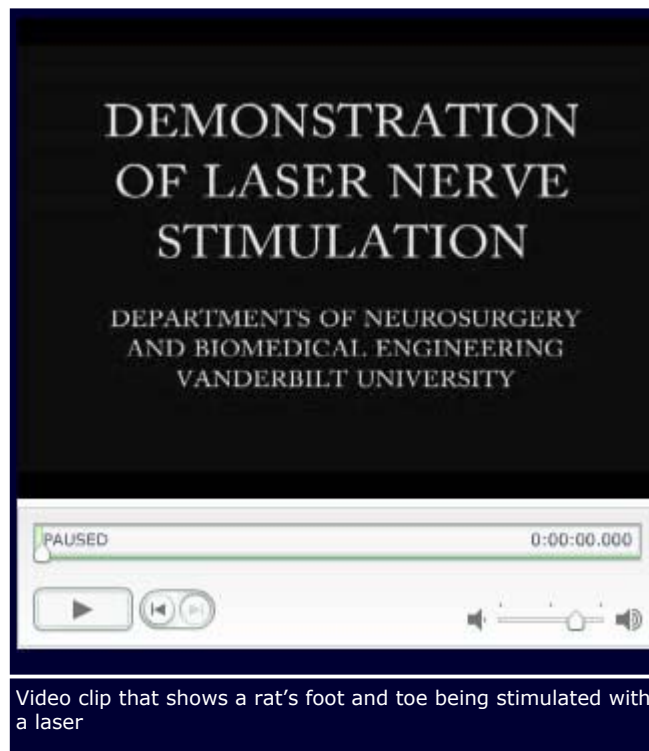 DEMONSTRATION
OF LASER NERVE
STIMULATION
DEPARTMENTS OF NEUROSURGERY
AND BIOMEDICAL ENGINEERING
VANDERBILT UNIVERSITY
PAUSED 0:00:00.000
Video clip that shows a rat’s foot and toe being stimulated with
a laser